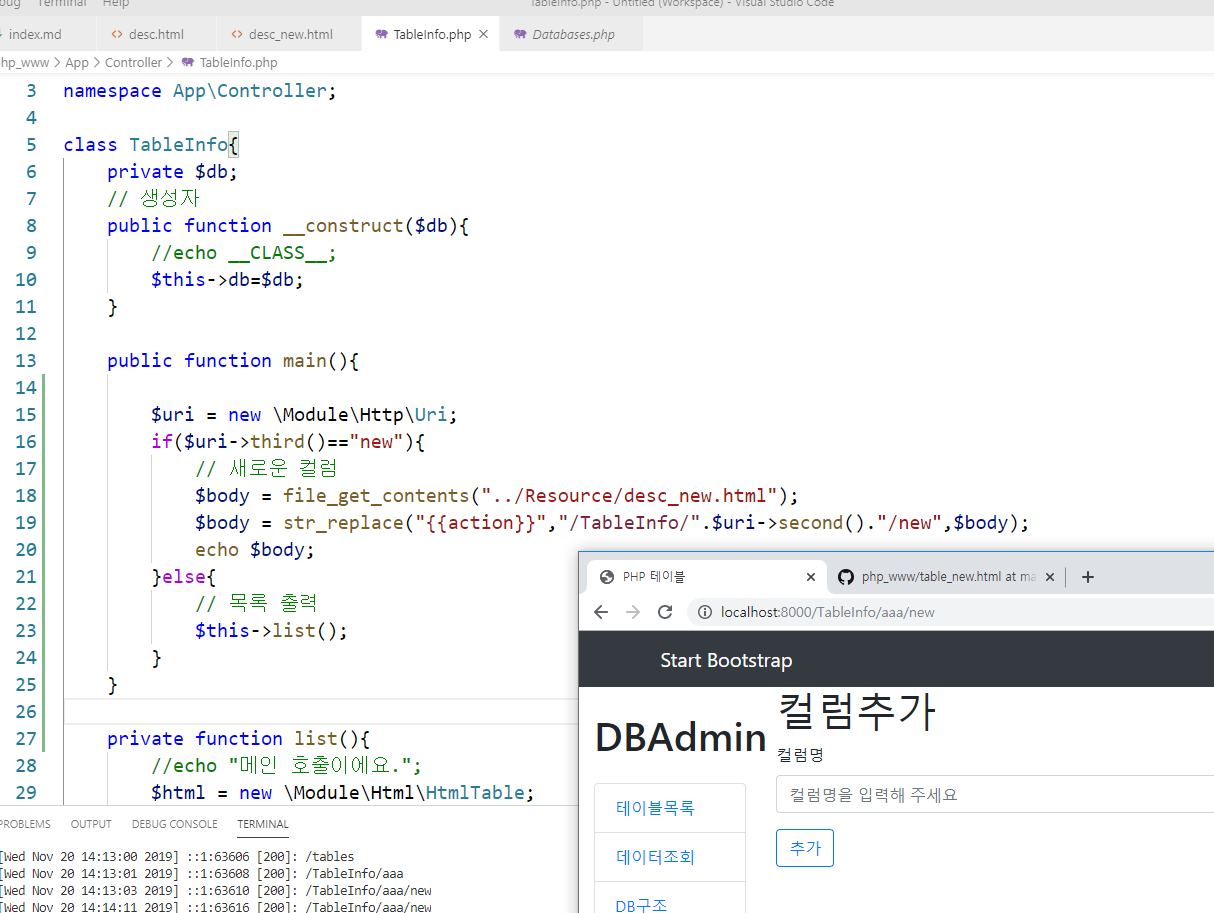 bug Terminal Help TableInfo.php - Untitled (Workspace) - Visual Studio Code
index.md desc.html desc_new.html TableInfo.php Databases.php
php_www > App > Controller > TableInfo.php
3 namespace App\Controller;
4
5 class TableInfo{
6 private $db;
7 // 생성자
8 public function __construct($db){
9 //echo __CLASS__;
10 $this->db=$db;
11 }
12
13 public function main(){
14
15 $uri = new \Module\Http\Uri;
16 if($uri->third()=="new"){
17 // 새로운 컬럼
18 $body = file_get_contents("../Resource/desc_new.html");
19 $body = str_replace("{{action}}","/TableInfo/".$uri->second()."/new",$body);
20 echo $body;
21 }else{
22 // 목록 출력
23 $this->list();
24 }
25 }
26
27 private function list(){
28 //echo "메인 호출이에요.";
29 $html = new \Module\Html\HtmlTable;
PROBLEMS OUTPUT DEBUG CONSOLE TERMINAL
[Wed Nov 20 14:13:00 2019] ::1:63606 [200]: /tables
[Wed Nov 20 14:13:01 2019] ::1:63608 [200]: /TableInfo/aaa
[Wed Nov 20 14:13:03 2019] ::1:63610 [200]: /TableInfo/aaa/new
[Wed Nov 20 14:14:11 2019] ::1:63616 [200]: /TableInfo/aaa/new
PHP 테이블 php_www/table_new.html at ma
localhost:8000/TableInfo/aaa/new
Start Bootstrap
DBAdmin
테이블목록
데이터조회
DB구조
컬럼추가
컬럼명
컬럼명을 입력해 주세요
추가